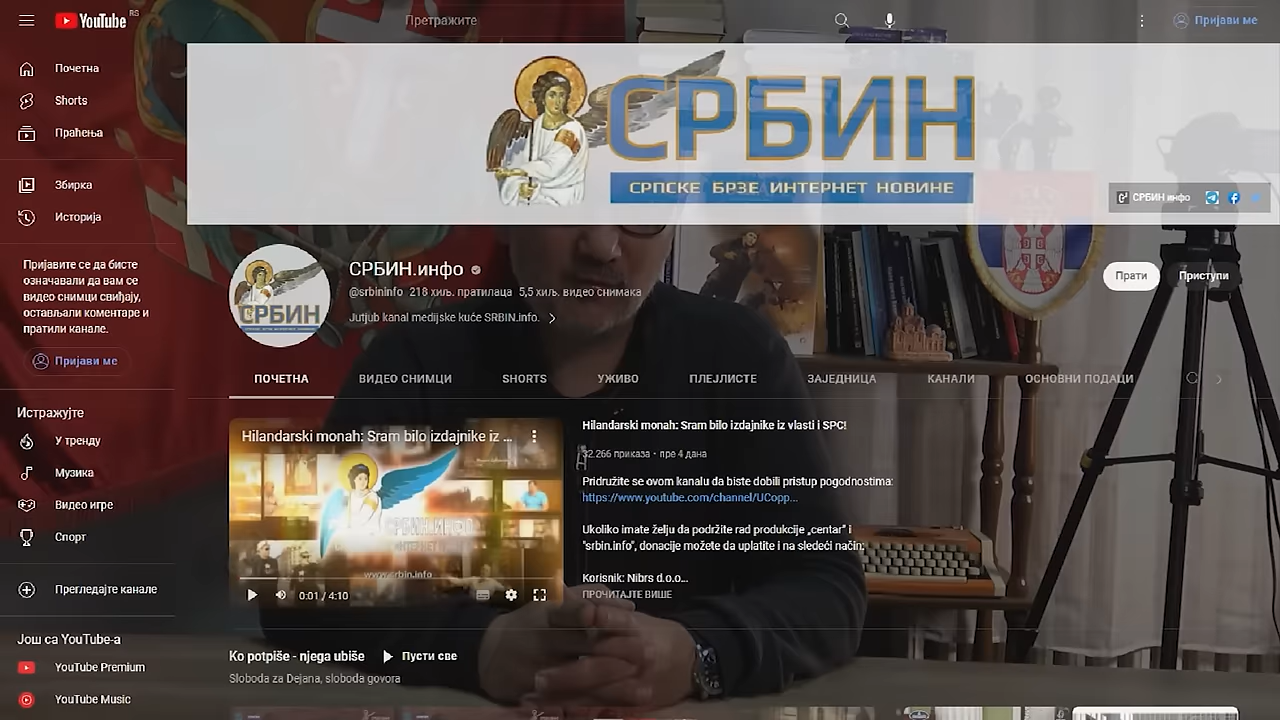 YouTube RS
Претражите
Пријави ме
Почетна
Shorts
Праћења
Збирка
Историја
Пријавите се да бисте
означавали да вам се
видео снимци свиђају,
остављали коментаре и
пратили канале.
Пријави ме
Истражујте
У тренду
Музика
Видео игре
Спорт
Прегледајте канале
Још са YouTube-a
YouTube Premium
YouTube Music
СРБИН
СРПСКЕ БРЗЕ ИНТЕРНЕТ НОВИНЕ
СРБИН инфо
СРБИН
СРБИН.инфо
@srbininfo 218 хиљ. пратилаца 5,5 хиљ. видео снимака
Jutjub kanal medijske kuće SRBIN.info.
Прати
Приступи
ПОЧЕТНА ВИДЕО СНИМЦИ SHORTS УЖИВО ПЛЕЈЛИСТЕ ЗАЈЕДНИЦА КАНАЛИ ОСНОВНИ ПОДАЦИ
Hilandarski monah: Sram bilo izdajnike iz ...
СРБИН.ИНФО
www.srbin.info
0:01 / 4:10
Hilandarski monah: Sram bilo izdajnike iz vlasti i SPC!
32.266 приказа • пре 4 дана
Pridružite se ovom kanalu da biste dobili pristup pogodnostima:
https://www.youtube.com/channel/UCopp...
Ukoliko imate želju da podržite rad produkcije „centar" i
"srbin.info", donacije možete da uplatite i na sledeći način:
Korisnik: Nibrs d.o.o...
ПРОЧИТАЈТЕ ВИШЕ
Ko potpiše - njega ubiše
Пусти све
Sloboda za Dejana, sloboda govora